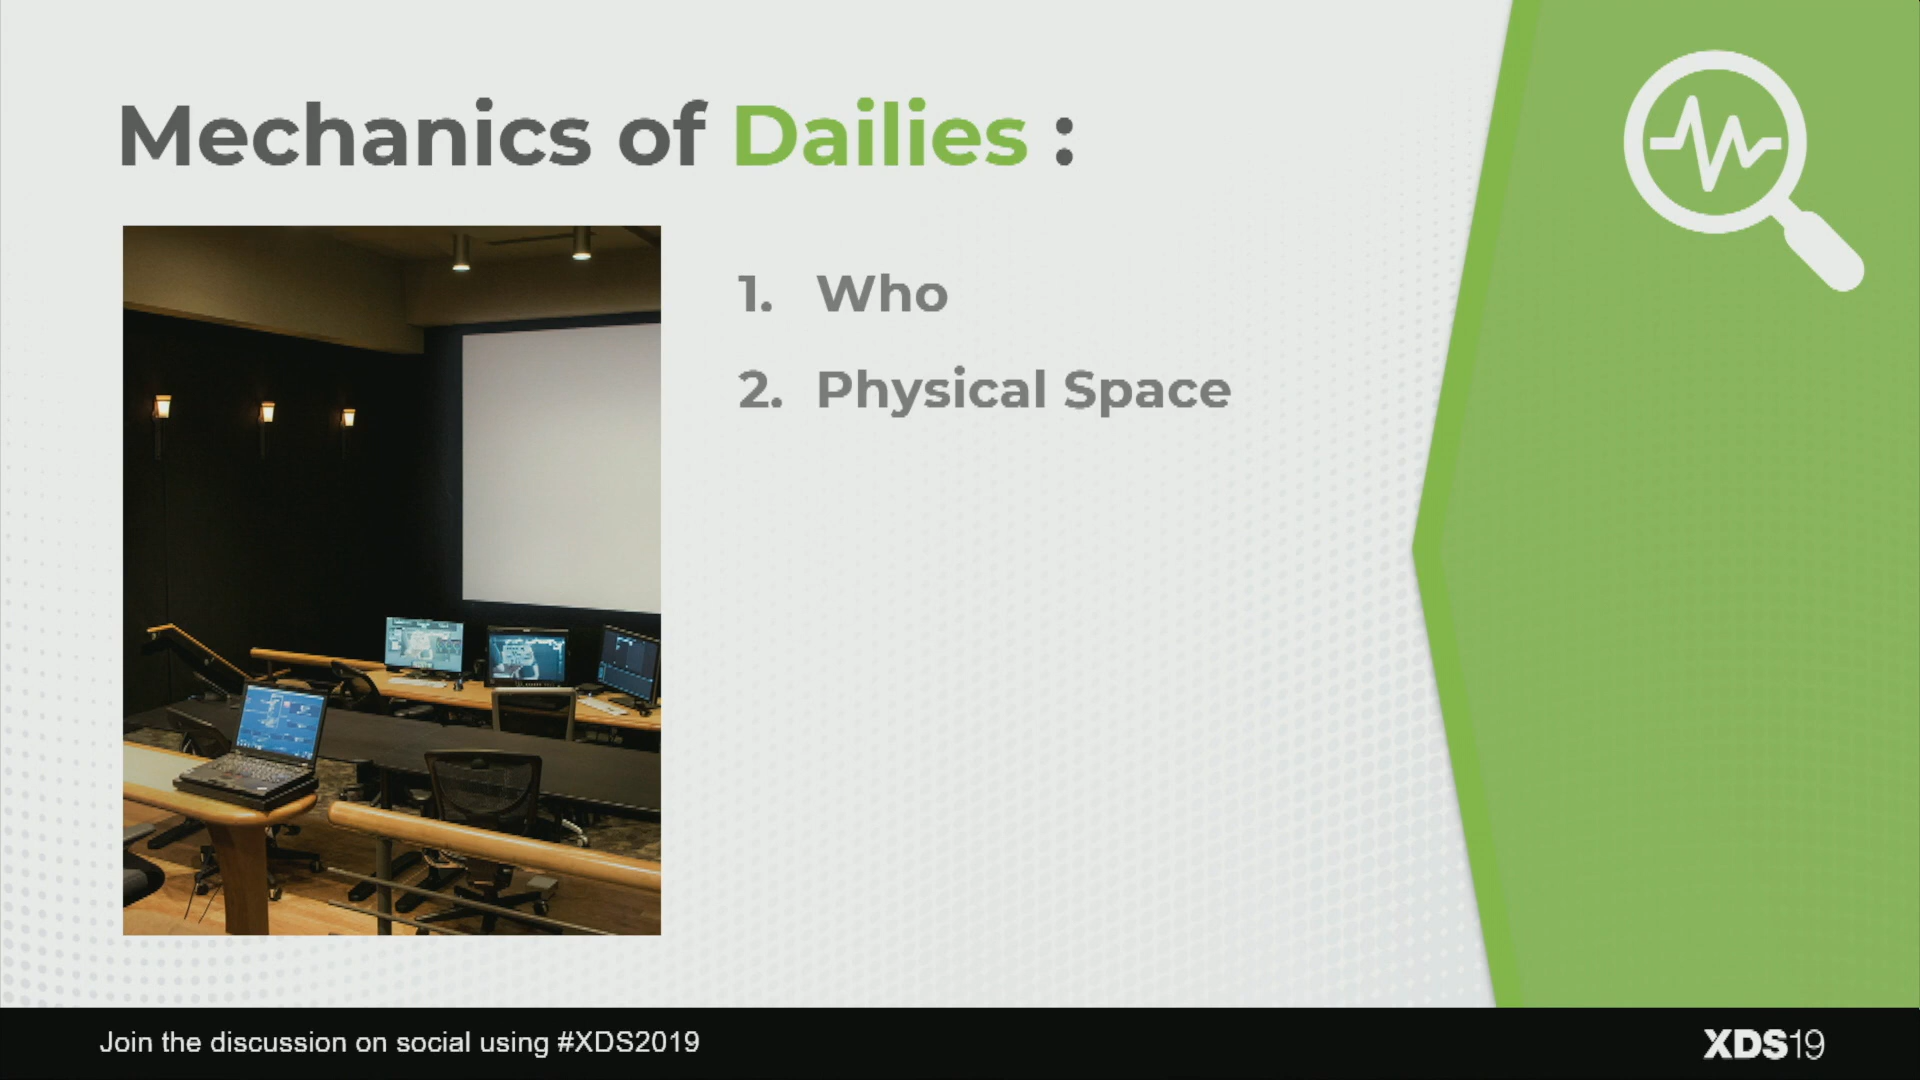 Mechanics of Dailies :
1. Who
2. Physical Space
Join the discussion on social using #XDS2019
XDS19